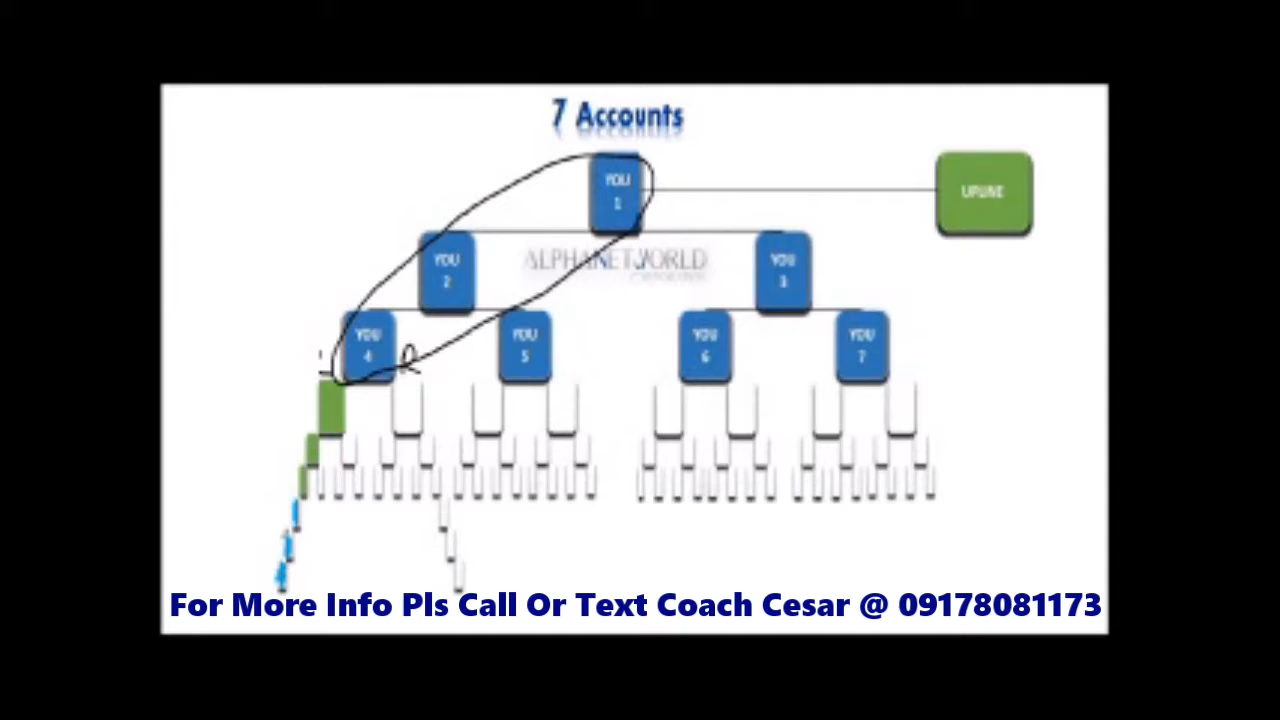 7 Accounts
YOU
1
UPLINE
YOU
2
ALPHANETWORLD
CORPORATION
YOU
3
YOU
4
YOU
5
YOU
6
YOU
7
For More Info Pls Call Or Text Coach Cesar @ 09178081173